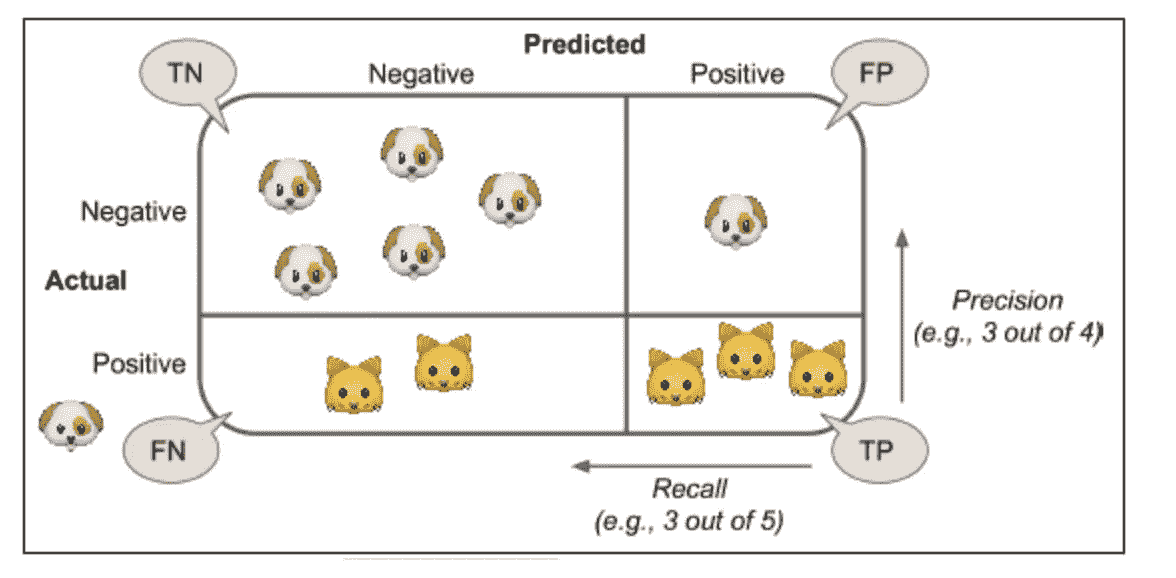 Predicted
TN
Negative
Positive
FP
Negative
Actual
Precision
(e.g., 3 out of 4)
Positive
FN
TP
Recall
(e.g., 3 out of 5)